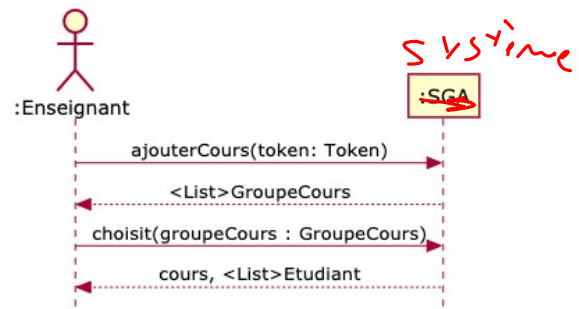 système
:Enseignant
:SGA
ajouterCours(token: Token)
<List>GroupeCours
choisit(groupeCours : GroupeCours)
cours, <List>Etudiant